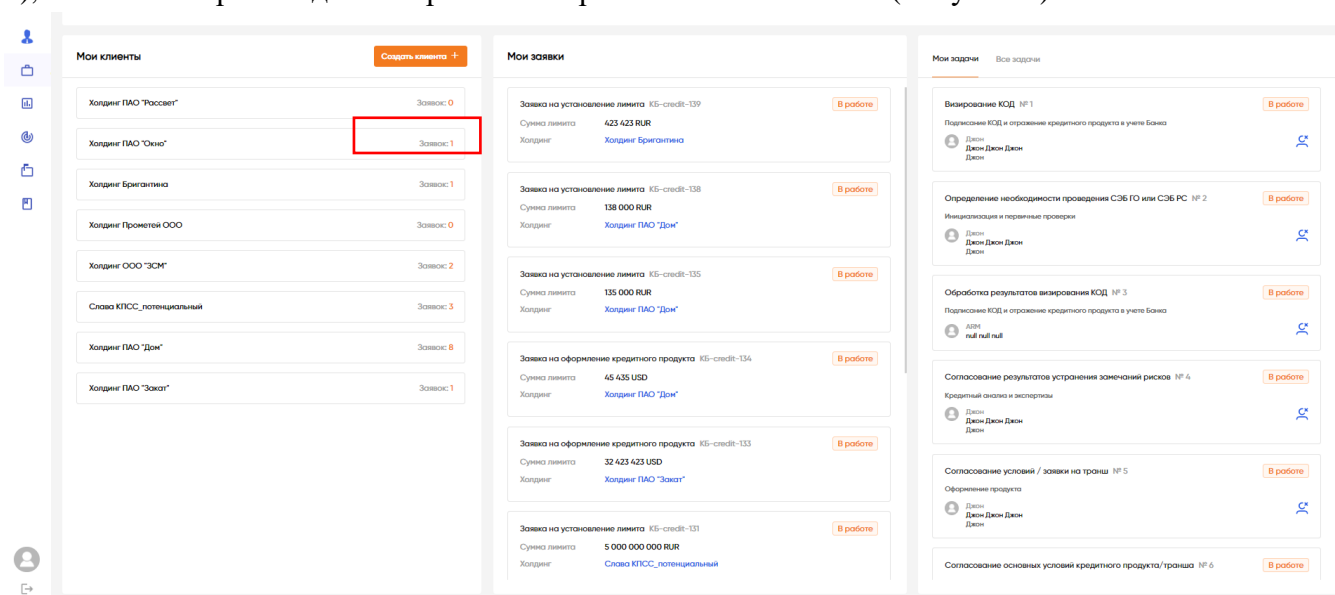 Мои клиенты
Создать клиента +
Холдинг ПАО "Рассвет" Заявок: 0
Холдинг ПАО "Окно" Заявок: 1
Холдинг Бригантина Заявок: 1
Холдинг Прометей ООО Заявок: 0
Холдинг ООО "ЗСМ" Заявок: 2
Слава КПСС_потенциальный Заявок: 3
Холдинг ПАО "Дом" Заявок: 8
Холдинг ПАО "Закат" Заявок: 1
Мои заявки
Заявка на установление лимита КБ-credit-139 В работе
Сумма лимита 423 423 RUR
Холдинг Холдинг Бригантина
Заявка на установление лимита КБ-credit-138 В работе
Сумма лимита 138 000 RUR
Холдинг Холдинг ПАО "Дом"
Заявка на установление лимита КБ-credit-135 В работе
Сумма лимита 135 000 RUR
Холдинг Холдинг ПАО "Дом"
Заявка на оформление кредитного продукта КБ-credit-134 В работе
Сумма лимита 45 435 USD
Холдинг Холдинг ПАО "Дом"
Заявка на оформление кредитного продукта КБ-credit-133 В работе
Сумма лимита 32 423 423 USD
Холдинг Холдинг ПАО "Закат"
Заявка на установление лимита КБ-credit-131 В работе
Сумма лимита 5 000 000 000 RUR
Холдинг Слава КПСС_потенциальный
Мои задачи Все задачи
Визирование КОД № 1 В работе
Подписание КОД и отражение кредитного продукта в учете Банка
Джон
Джон Джон Джон
Джон
Определение необходимости проведения СЭБ ГО или СЭБ РС № 2 В работе
Инициализация и первичные проверки
Джон
Джон Джон Джон
Джон
Обработка результатов визирования КОД № 3 В работе
Подписание КОД и отражение кредитного продукта в учете Банка
ARM
null null null
Согласование результатов устранения замечаний рисков № 4 В работе
Кредитный анализ и экспертизы
Джон
Джон Джон Джон
Джон
Согласование условий / заявки на транш № 5 В работе
Оформление продукта
Джон
Джон Джон Джон
Джон
Согласование основных условий кредитного продукта/транша № 6 В работе